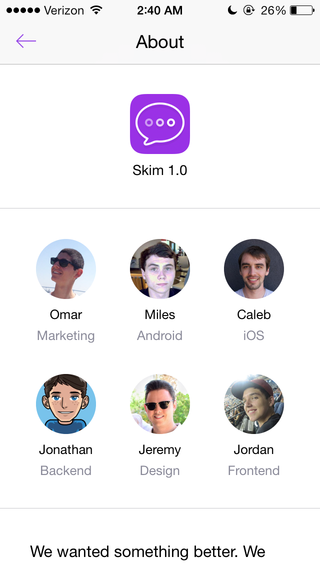 Verizon 2:40 AM 26%
About
Skim 1.0
Omar Miles Caleb
Marketing Android iOS
Jonathan Jeremy Jordan
Backend Design Frontend
We wanted something better. We